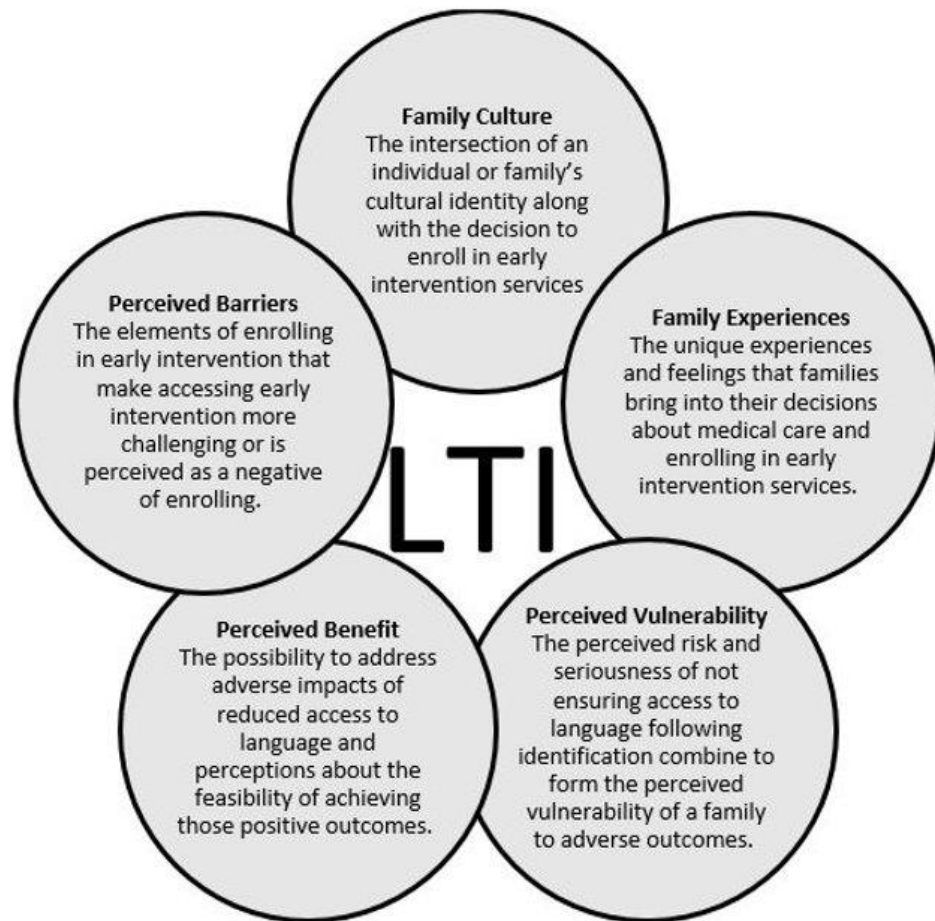 Family Culture
The intersection of an
individual or family's
cultural identity along
with the decision to
enroll in early
intervention services
Perceived Barriers
The elements of enrolling
in early intervention that
make accessing early
intervention more
challenging or is
perceived as a negative
of enrolling.
Family Experiences
The unique experiences
and feelings that families
bring into their decisions
about medical care and
enrolling in early
intervention services.
LTI
Perceived Benefit
The possibility to address
adverse impacts of
reduced access to
language and
perceptions about the
feasibility of achieving
those positive outcomes.
Perceived Vulnerability
The perceived risk and
seriousness of not
ensuring access to
language following
identification combine to
form the perceived
vulnerability of a family
to adverse outcomes.